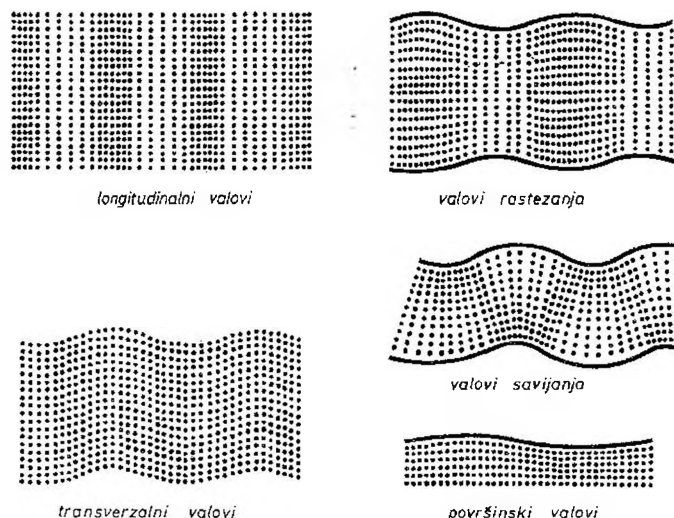 longitudinalni valovi
valovi rastezanja
valovi savijanja
transverzalni valovi
površinski valovi